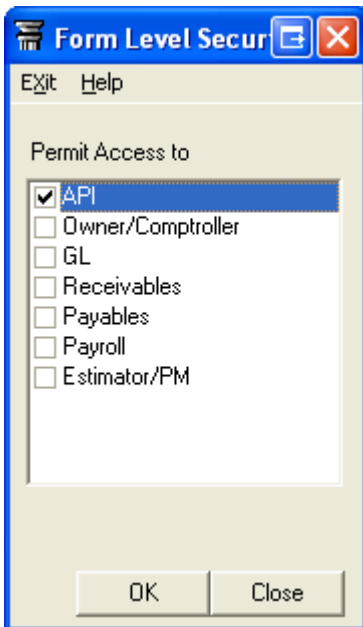 Form Level Secur
EXit Help
Permit Access to
API
Owner/Comptroller
GL
Receivables
Payables
Payroll
Estimator/PM
OK Close